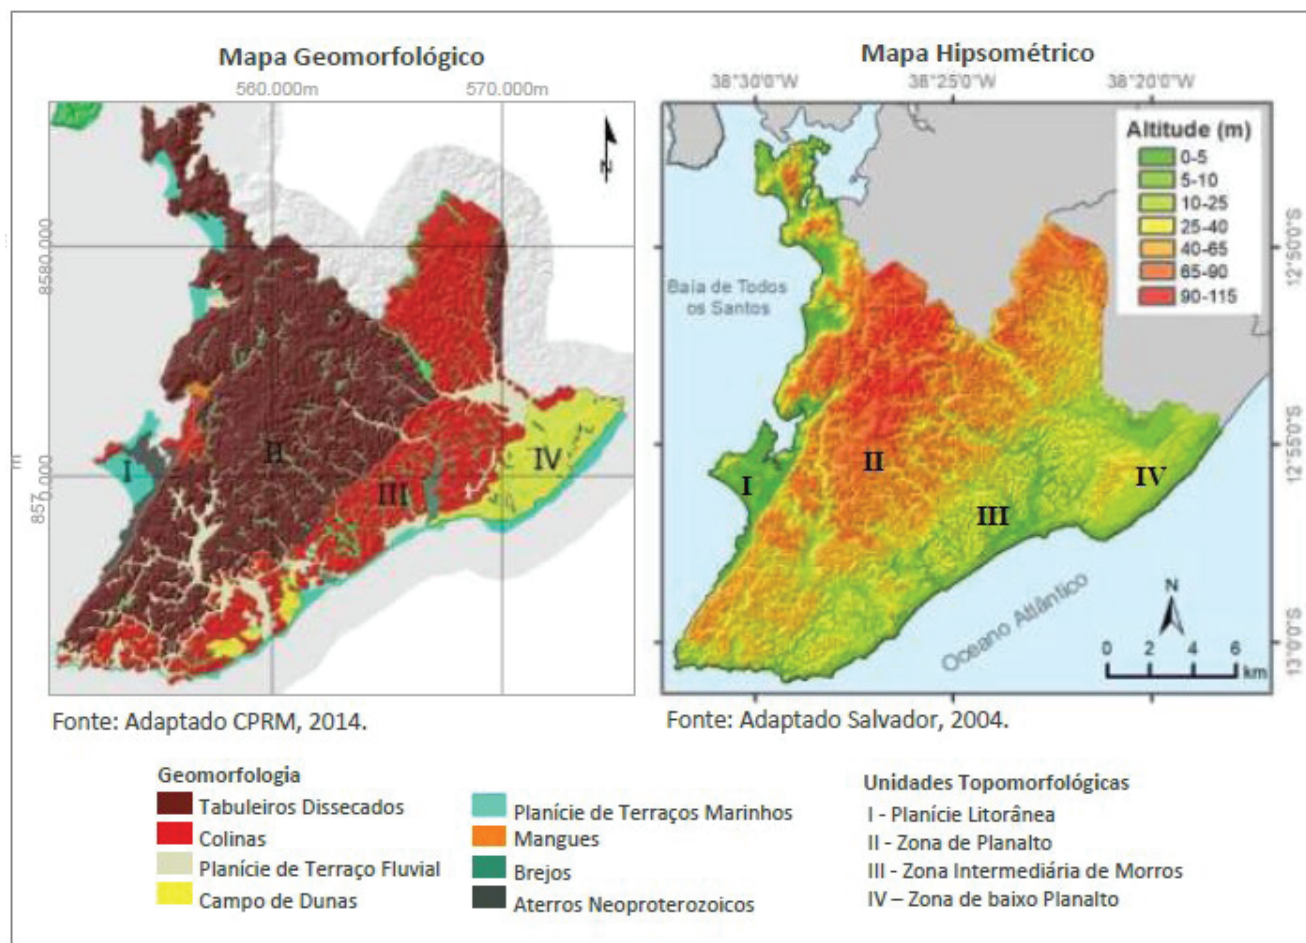 Mapa Geomorfológico
560.000m
570.000m
8580.000
857
0.000
m
N
I
II
III
IV
Fonte: Adaptado CPRM, 2014.
Mapa Hipsométrico
38°30'0"W
38°25'0"W
38°20'0"W
Altitude (m)
0-5
5-10
10-25
25-40
40-65
65-90
90-115
12°50'0"S
12°55'0"S
13°0'0"S
Baía de Todos
os Santos
I
II
III
IV
Oceano Atlântico
N
0 2 4 6
km
Fonte: Adaptado Salvador, 2004.
Geomorfologia
Tabuleiros Dissecados
Colinas
Planície de Terraço Fluvial
Campo de Dunas
Planície de Terraços Marinhos
Mangues
Brejos
Aterros Neoproterozoicos
Unidades Topomorfológicas
I - Planície Litorânea
II - Zona de Planalto
III - Zona Intermediária de Morros
IV – Zona de baixo Planalto